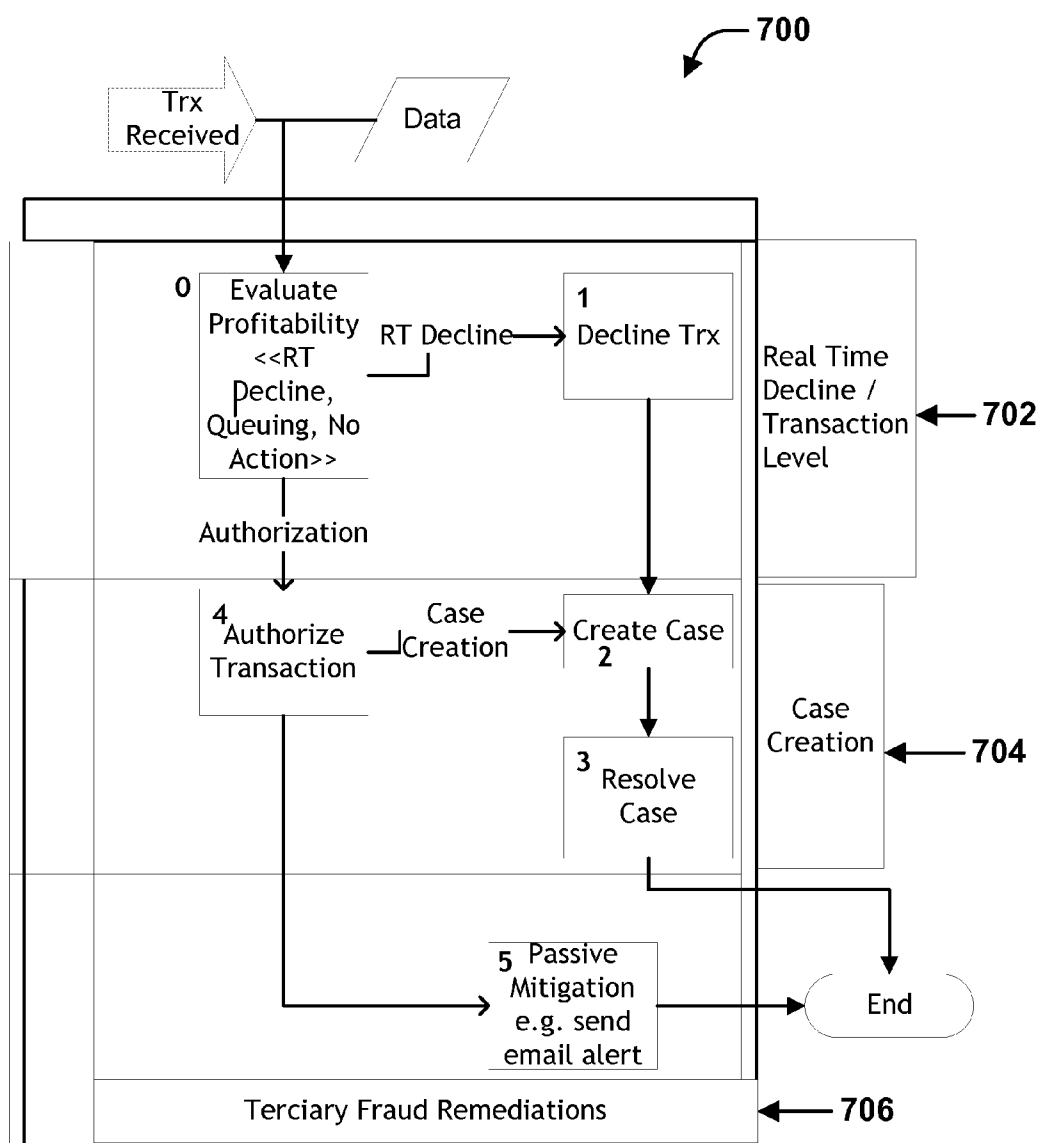 700
Trx
Received
Data
0
Evaluate
Profitability
<<RT
Decline,
Queuing, No
Action>>
RT Decline
1
Decline Trx
Real Time
Decline /
Transaction
Level
702
Authorization
4
Authorize
Transaction
Case
Creation
Create Case
2
3
Resolve
Case
Case
Creation
704
5
Passive
Mitigation
e.g. send
email alert
End
Terciary Fraud Remediations
706